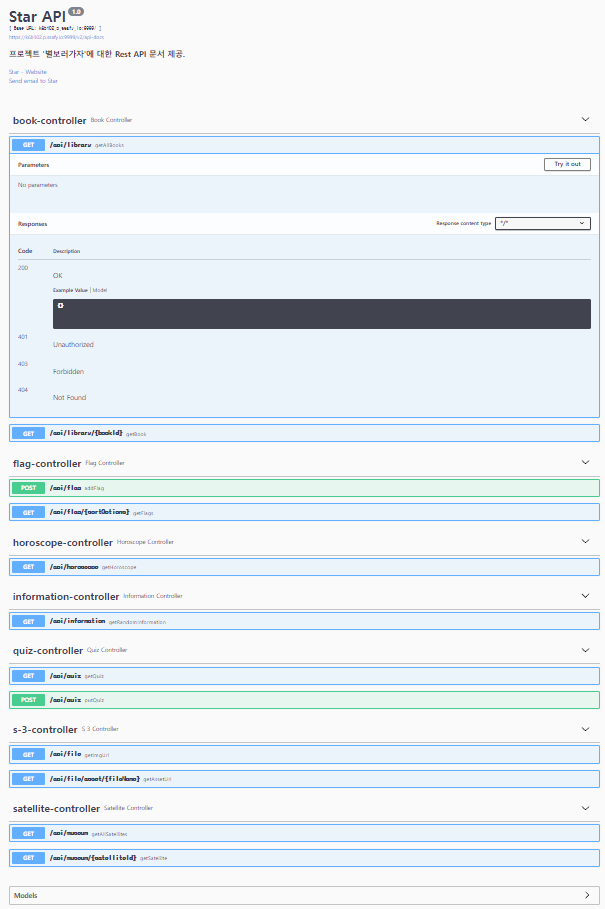 Star API 1.0
[ Base URL:
프로젝트 '별보러가자'에 대한 Rest API 문서 제공.
Star - Website
Send email to Star
book-controller Book Controller
GET /api/library getAllBooks
Parameters Try it out
No parameters
Responses Response content type */*
Code Description
200
OK
Example Value | Model
{}
401
Unauthorized
403
Forbidden
404
Not Found
GET /api/library/{bookId} getBook
flag-controller Flag Controller
POST /api/flag addFlag
GET /api/flag/{sortOptions} getFlags
horoscope-controller Horoscope Controller
GET /api/horoscope getHoroscope
information-controller Information Controller
GET /api/information getRandomInformation
quiz-controller Quiz Controller
GET /api/quiz getQuiz
POST /api/quiz putQuiz
s-3-controller S 3 Controller
GET /api/file getImgUrl
GET /api/file/asset/{fileName} getAssetUrl
satellite-controller Satellite Controller
GET /api/museum getAllSatellites
GET /api/museum/{satelliteId} getSatellite
Models